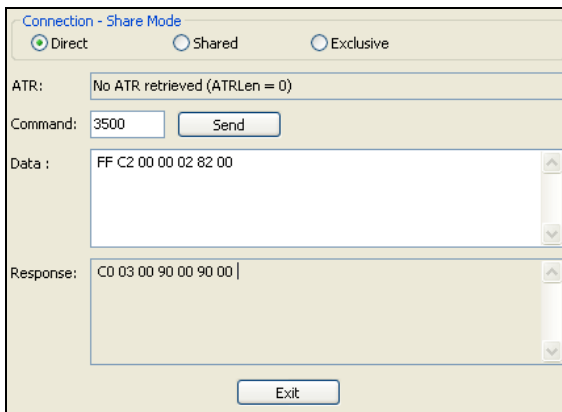 Connection - Share Mode
Direct Shared Exclusive
ATR: No ATR retrieved (ATRLen = 0)
Command: 3500 Send
Data : FF C2 00 00 02 82 00
Response: C0 03 00 90 00 90 00
Exit